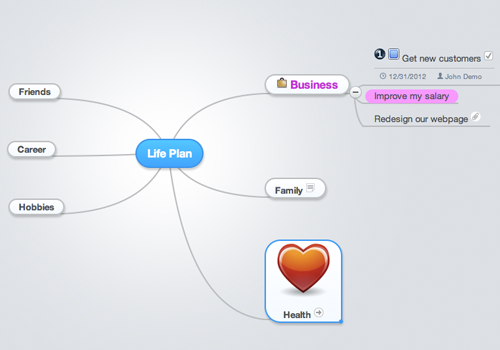 1 Get new customers
12/31/2012 John Demo
Business
Improve my salary
Redesign our webpage
Friends
Career
Life Plan
Hobbies
Family
Health